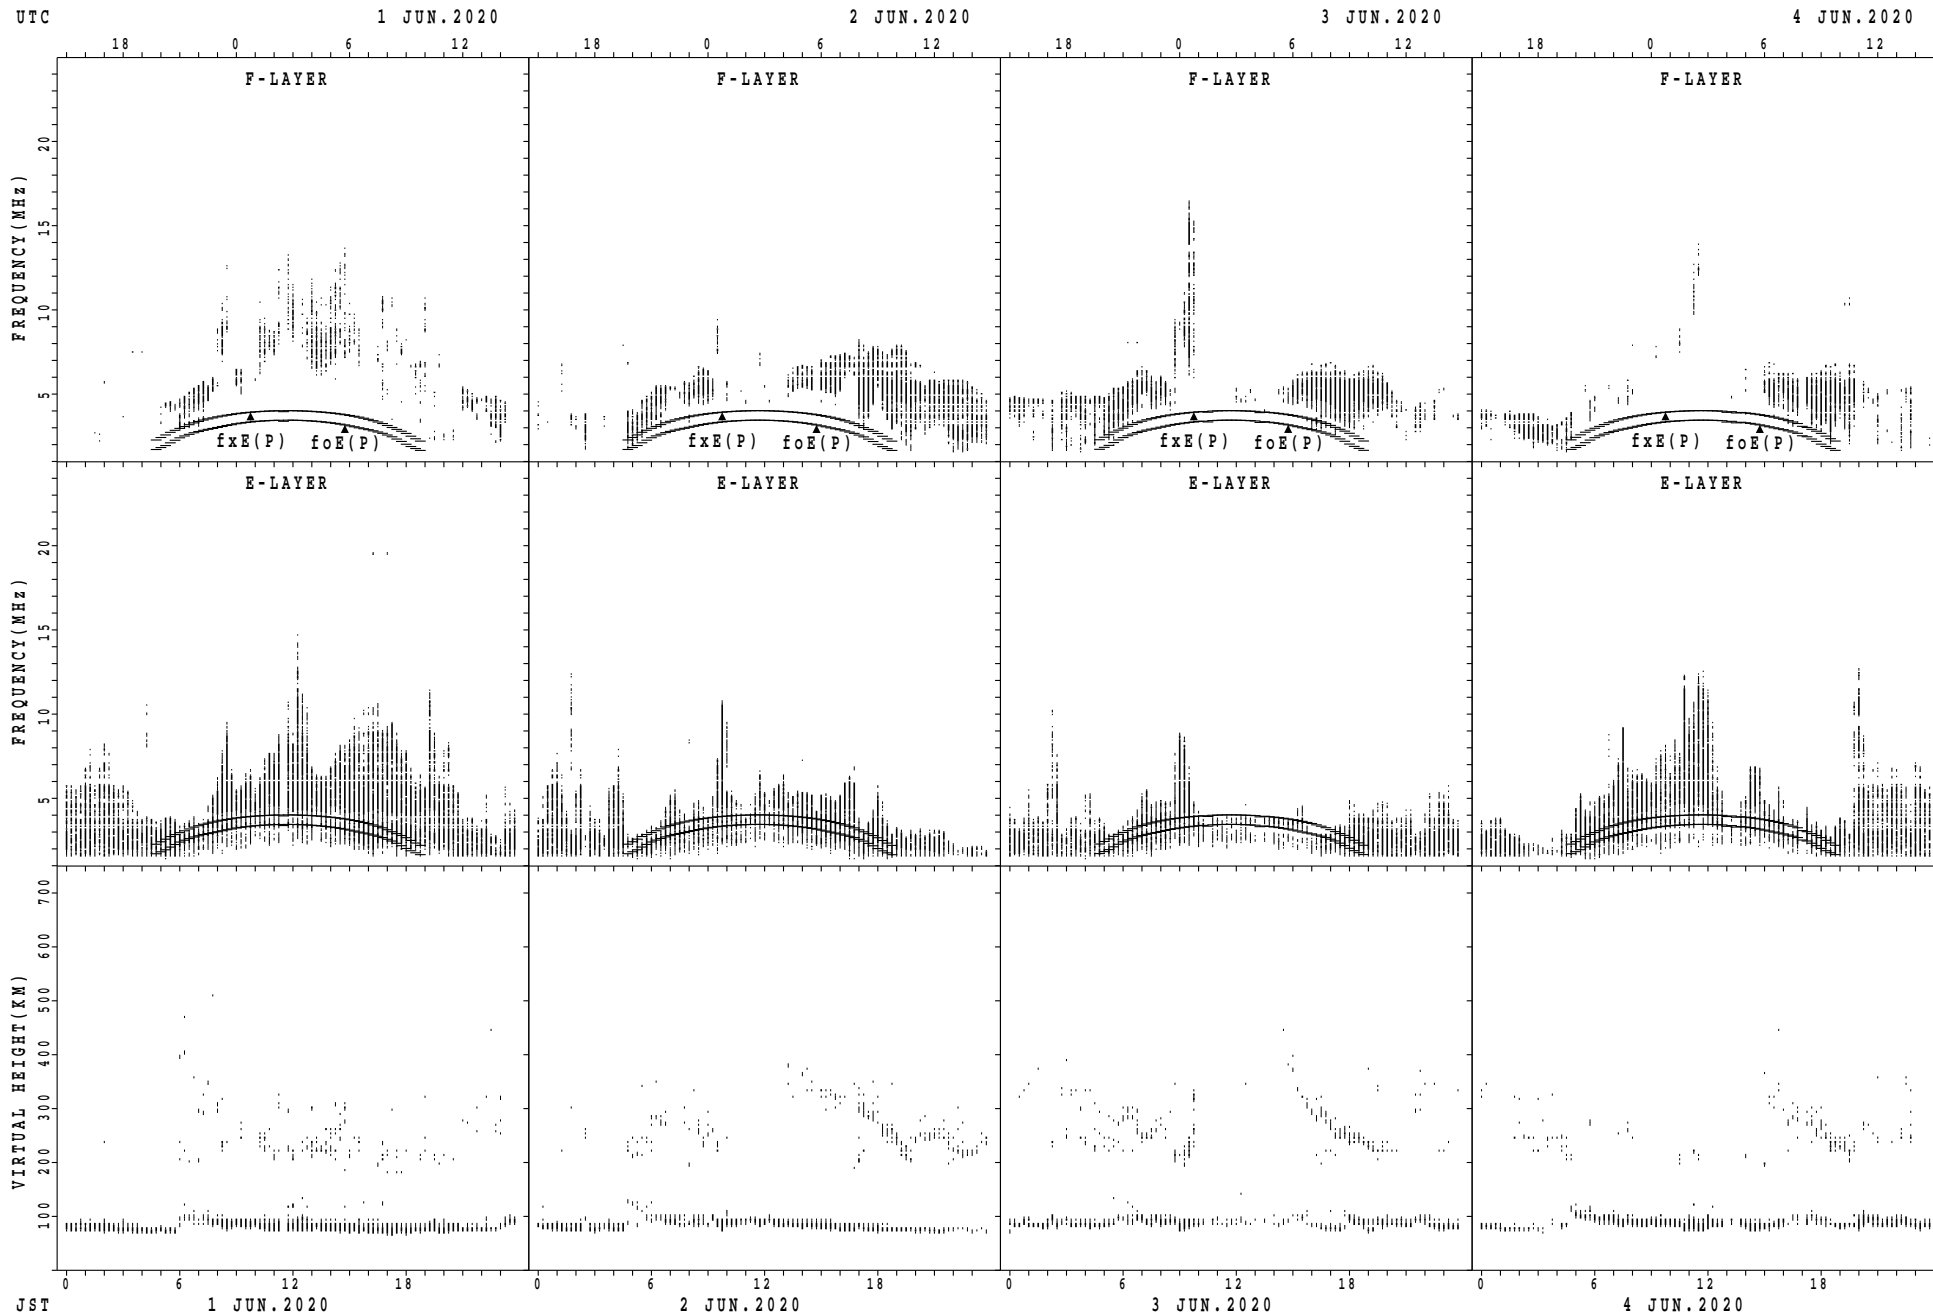 UTC 1 JUN.2020 2 JUN.2020 3 JUN.2020 4 JUN.2020
18 0 6 12 18 0 6 12 18 0 6 12 18 0 6 12
F-LAYER F-LAYER F-LAYER F-LAYER
FREQUENCY(MHz)
20
15
10
5
fxE(P) foE(P) fxE(P) foE(P) fxE(P) foE(P) fxE(P) foE(P)
E-LAYER E-LAYER E-LAYER E-LAYER
FREQUENCY(MHz)
20
15
10
5
VIRTUAL HEIGHT(KM)
700
600
500
400
300
200
100
0 6 12 18 0 6 12 18 0 6 12 18 0 6 12 18
JST 1 JUN.2020 2 JUN.2020 3 JUN.2020 4 JUN.2020